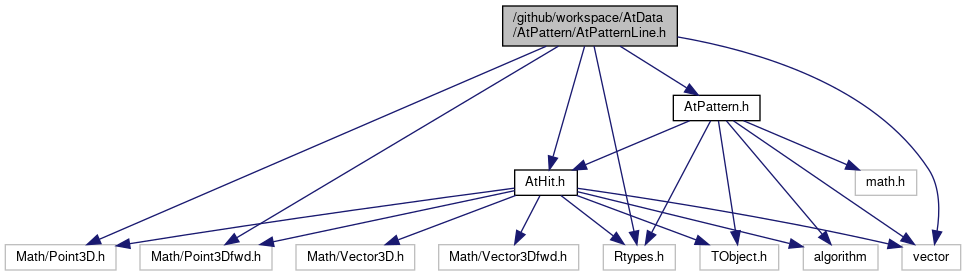 /github/workspace/AtData
/AtPattern/AtPatternLine.h
AtPattern.h
AtHit.h
math.h
Math/Point3D.h
Math/Point3Dfwd.h
Math/Vector3D.h
Math/Vector3Dfwd.h
Rtypes.h
TObject.h
algorithm
vector